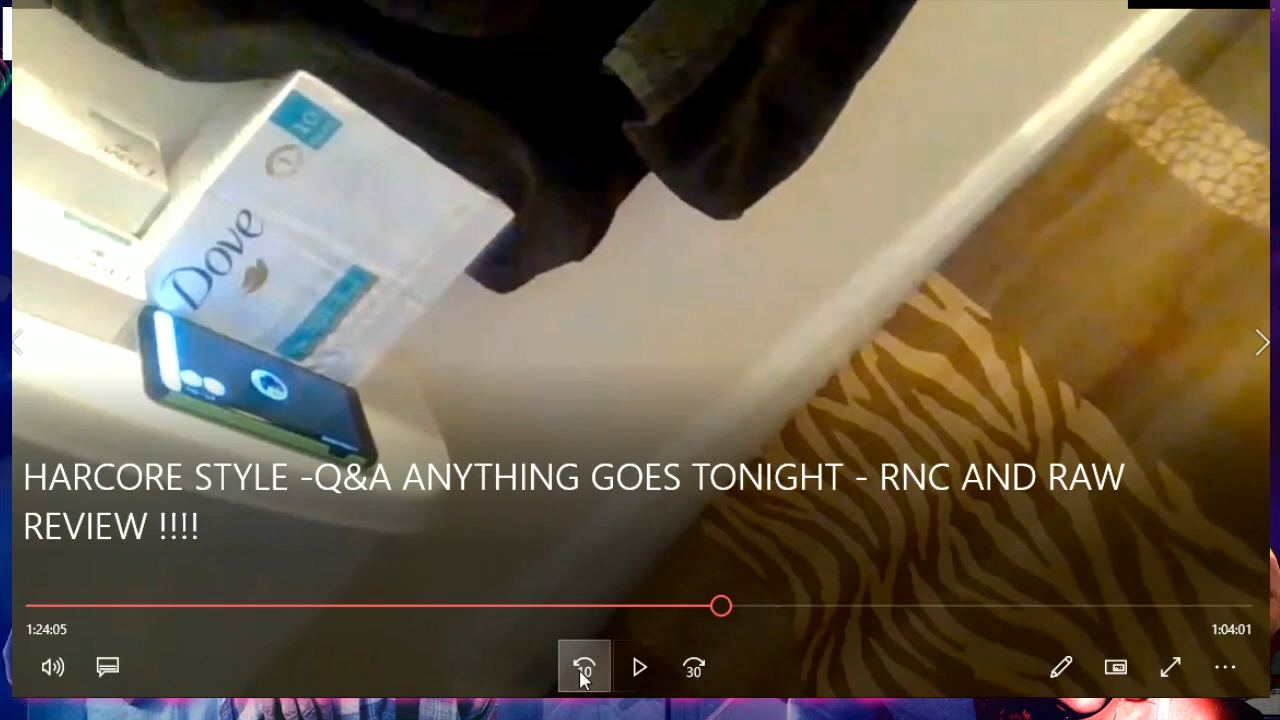 10
Dove
HARCORE STYLE -Q&A ANYTHING GOES TONIGHT - RNC AND RAW
REVIEW !!!!
1:24:05
1:04:01
10
30